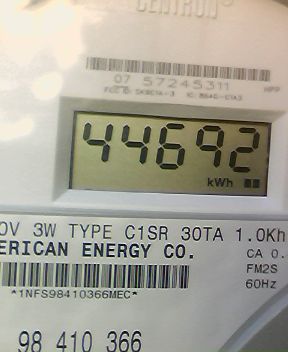 CENTRON®
07 57245311
HPP
44692
kWh
0V 3W TYPE C1SR 30TA 1.0Kh
ERICAN ENERGY CO.
CA 0.
FM2S
60Hz
*1NFS98410366MEC*
98 410 366